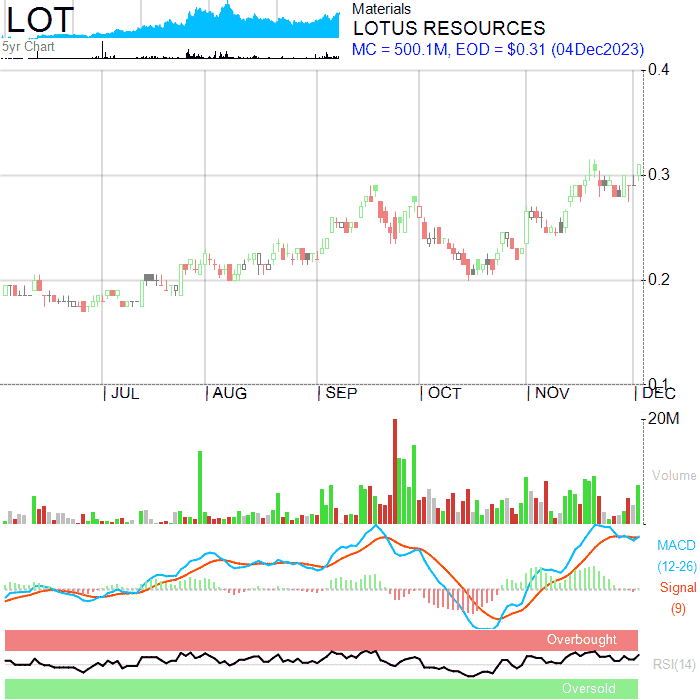 LOT
5yr Chart
Materials
LOTUS RESOURCES
MC = 500.1M, EOD = $0.31 (04Dec2023)
0.4
0.3
0.2
0.1
JUL
AUG
SEP
OCT
NOV
DEC
20M
Volume
MACD
(12-26)
Signal
(9)
Overbought
RSI(14)
Oversold